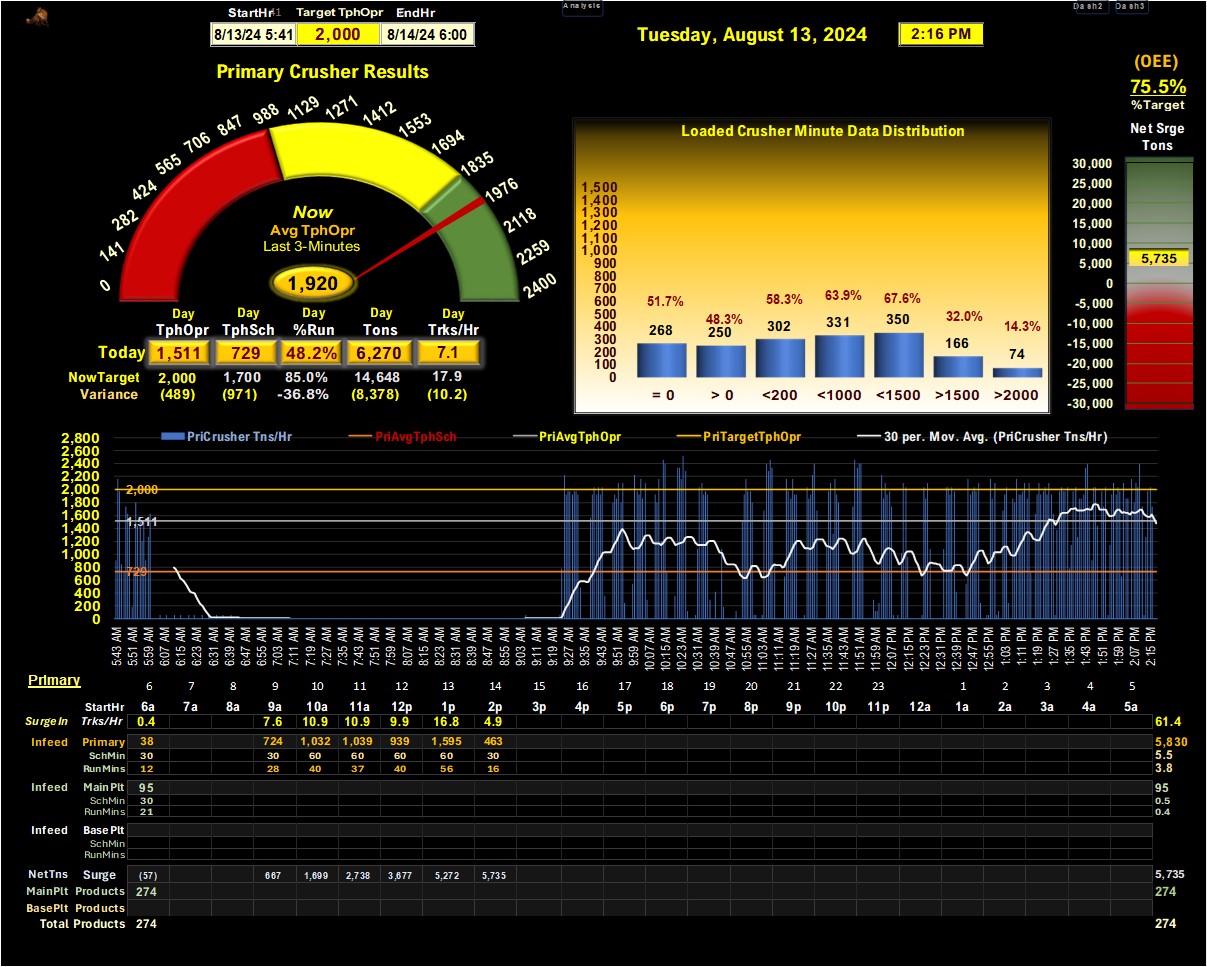 Analysis
Dash2 Dash3
StartHr Target TphOpr EndHr
8/13/24 5:41 2,000 8/14/24 6:00
Tuesday, August 13, 2024 2:16 PM
(OEE)
75.5%
%Target
Net Srge
Tons
30,000
25,000
20,000
15,000
10,000
5,735
5,000
0
-5,000
-10,000
-15,000
-20,000
-25,000
-30,000
Primary Crusher Results
0 141 282 424 565 706 847 988 1129 1271 1412 1553 1694 1835 1976 2118 2259 2400
Now
Avg TphOpr
Last 3-Minutes
1,920
Day Day Day Day Day
TphOpr TphSch %Run Tons Trks/Hr
Today 1,511 729 48.2% 6,270 7.1
NowTarget 2,000 1,700 85.0% 14,648 17.9
Variance (489) (971) -36.8% (8,378) (10.2)
Loaded Crusher Minute Data Distribution
1,500
1,400
1,300
1,200
1,100
1,000
900
800
700
600
500
400
300
200
100
0
51.7% 48.3% 58.3% 63.9% 67.6% 32.0% 14.3%
268 250 302 331 350 166 74
= 0 > 0 <200 <1000 <1500 >1500 >2000
PriCrusher Tns/Hr PriAvgTphSch PriAvgTphOpr PriTargetTphOpr 30 per. Mov. Avg. (PriCrusher Tns/Hr)
2,800
2,600
2,400
2,200
2,000 2,000
1,800
1,600
1,511
1,400
1,200
1,000
800
729
600
400
200
0
5:43 AM 5:51 AM 5:59 AM 6:07 AM 6:15 AM 6:23 AM 6:31 AM 6:39 AM 6:47 AM 6:55 AM 7:03 AM 7:11 AM 7:19 AM 7:27 AM 7:35 AM 7:43 AM 7:51 AM 7:59 AM 8:07 AM 8:15 AM 8:23 AM 8:31 AM 8:39 AM 8:47 AM 8:55 AM 9:03 AM 9:11 AM 9:19 AM 9:27 AM 9:35 AM 9:43 AM 9:51 AM 9:59 AM 10:07 AM 10:15 AM 10:23 AM 10:31 AM 10:39 AM 10:47 AM 10:55 AM 11:03 AM 11:11 AM 11:19 AM 11:27 AM 11:35 AM 11:43 AM 11:51 AM 11:59 AM 12:07 PM 12:15 PM 12:23 PM 12:31 PM 12:39 PM 12:47 PM 12:55 PM 1:03 PM 1:11 PM 1:19 PM 1:27 PM 1:35 PM 1:43 PM 1:51 PM 1:59 PM 2:07 PM 2:15 PM
Primary
6 7 8 9 10 11 12 13 14 15 16 17 18 19 20 21 22 23 1 2 3 4 5
StartHr 6a 7a 8a 9a 10a 11a 12p 1p 2p 3p 4p 5p 6p 7p 8p 9p 10p 11p 12a 1a 2a 3a 4a 5a
SurgeIn Trks/Hr 0.4 7.6 10.9 10.9 9.9 16.8 4.9 61.4
Infeed Primary 38 724 1,032 1,039 939 1,595 463 5,830
SchMin 30 30 60 60 60 60 30 5.5
RunMins 12 28 40 37 40 56 16 3.8
Infeed Main Plt 95 95
SchMin 30 0.5
RunMins 21 0.4
Infeed Base Plt
SchMin
RunMins
NetTns Surge (57) 667 1,699 2,738 3,677 5,272 5,735 5,735
MainPlt Products 274 274
BasePlt Products
Total Products 274 274